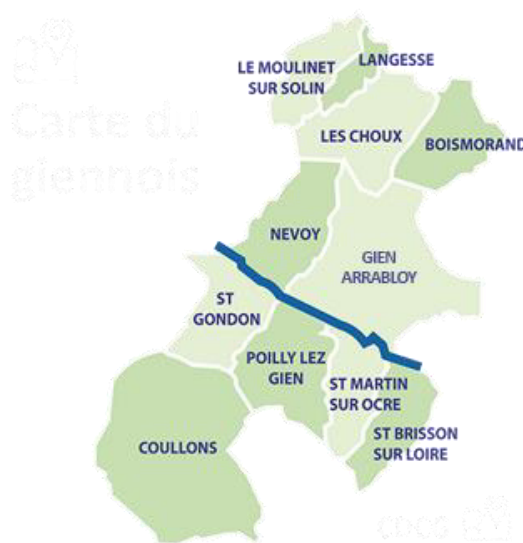 Carte du
giennois
LANGESSE
LE MOULINET
SUR SOLIN
LES CHOUX
BOISMORAND
NEVOY
GIEN
ARRABLOY
ST
GONDON
POILLY LEZ
GIEN
ST MARTIN
SUR OCRE
ST BRISSON
SUR LOIRE
COULLONS
CDCG